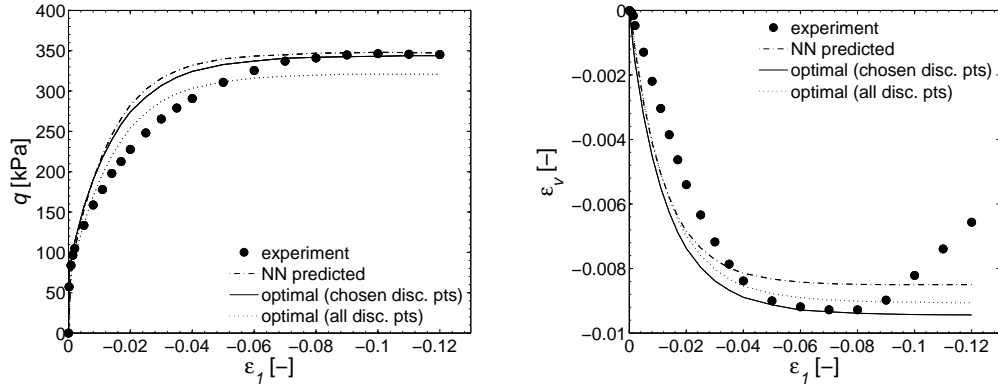 400
350
300
250
200
150
100
50
0
q [kPa]
0 −0.02 −0.04 −0.06 −0.08 −0.10 −0.12
ε1 [−]
experiment
NN predicted
optimal (chosen disc. pts)
optimal (all disc. pts)
0
−0.002
−0.004
−0.006
−0.008
−0.01
εv [−]
0 −0.02 −0.04 −0.06 −0.08 −0.10 −0.12
ε1 [−]
experiment
NN predicted
optimal (chosen disc. pts)
optimal (all disc. pts)